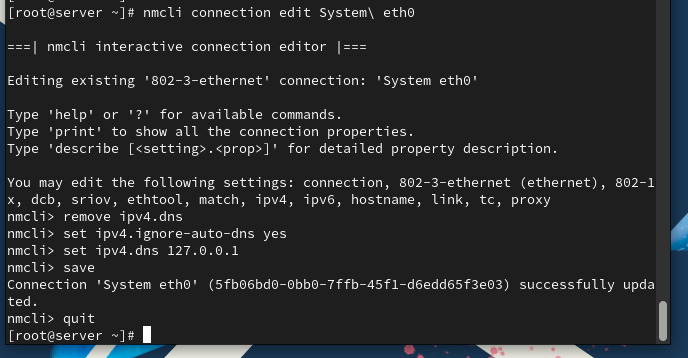 [root@server ~]# nmcli connection edit System\ eth0
===| nmcli interactive connection editor |===
Editing existing '802-3-ethernet' connection: 'System eth0'
Type 'help' or '?' for available commands.
Type 'print' to show all the connection properties.
Type 'describe [<setting>.<prop>]' for detailed property description.
You may edit the following settings: connection, 802-3-ethernet (ethernet), 802-1
x, dcb, sriov, ethtool, match, ipv4, ipv6, hostname, link, tc, proxy
nmcli> remove ipv4.dns
nmcli> set ipv4.ignore-auto-dns yes
nmcli> set ipv4.dns 127.0.0.1
nmcli> save
Connection 'System eth0' (5fb06bd0-0bb0-7ffb-45f1-d6edd65f3e03) successfully upda
ted.
nmcli> quit
[root@server ~]#